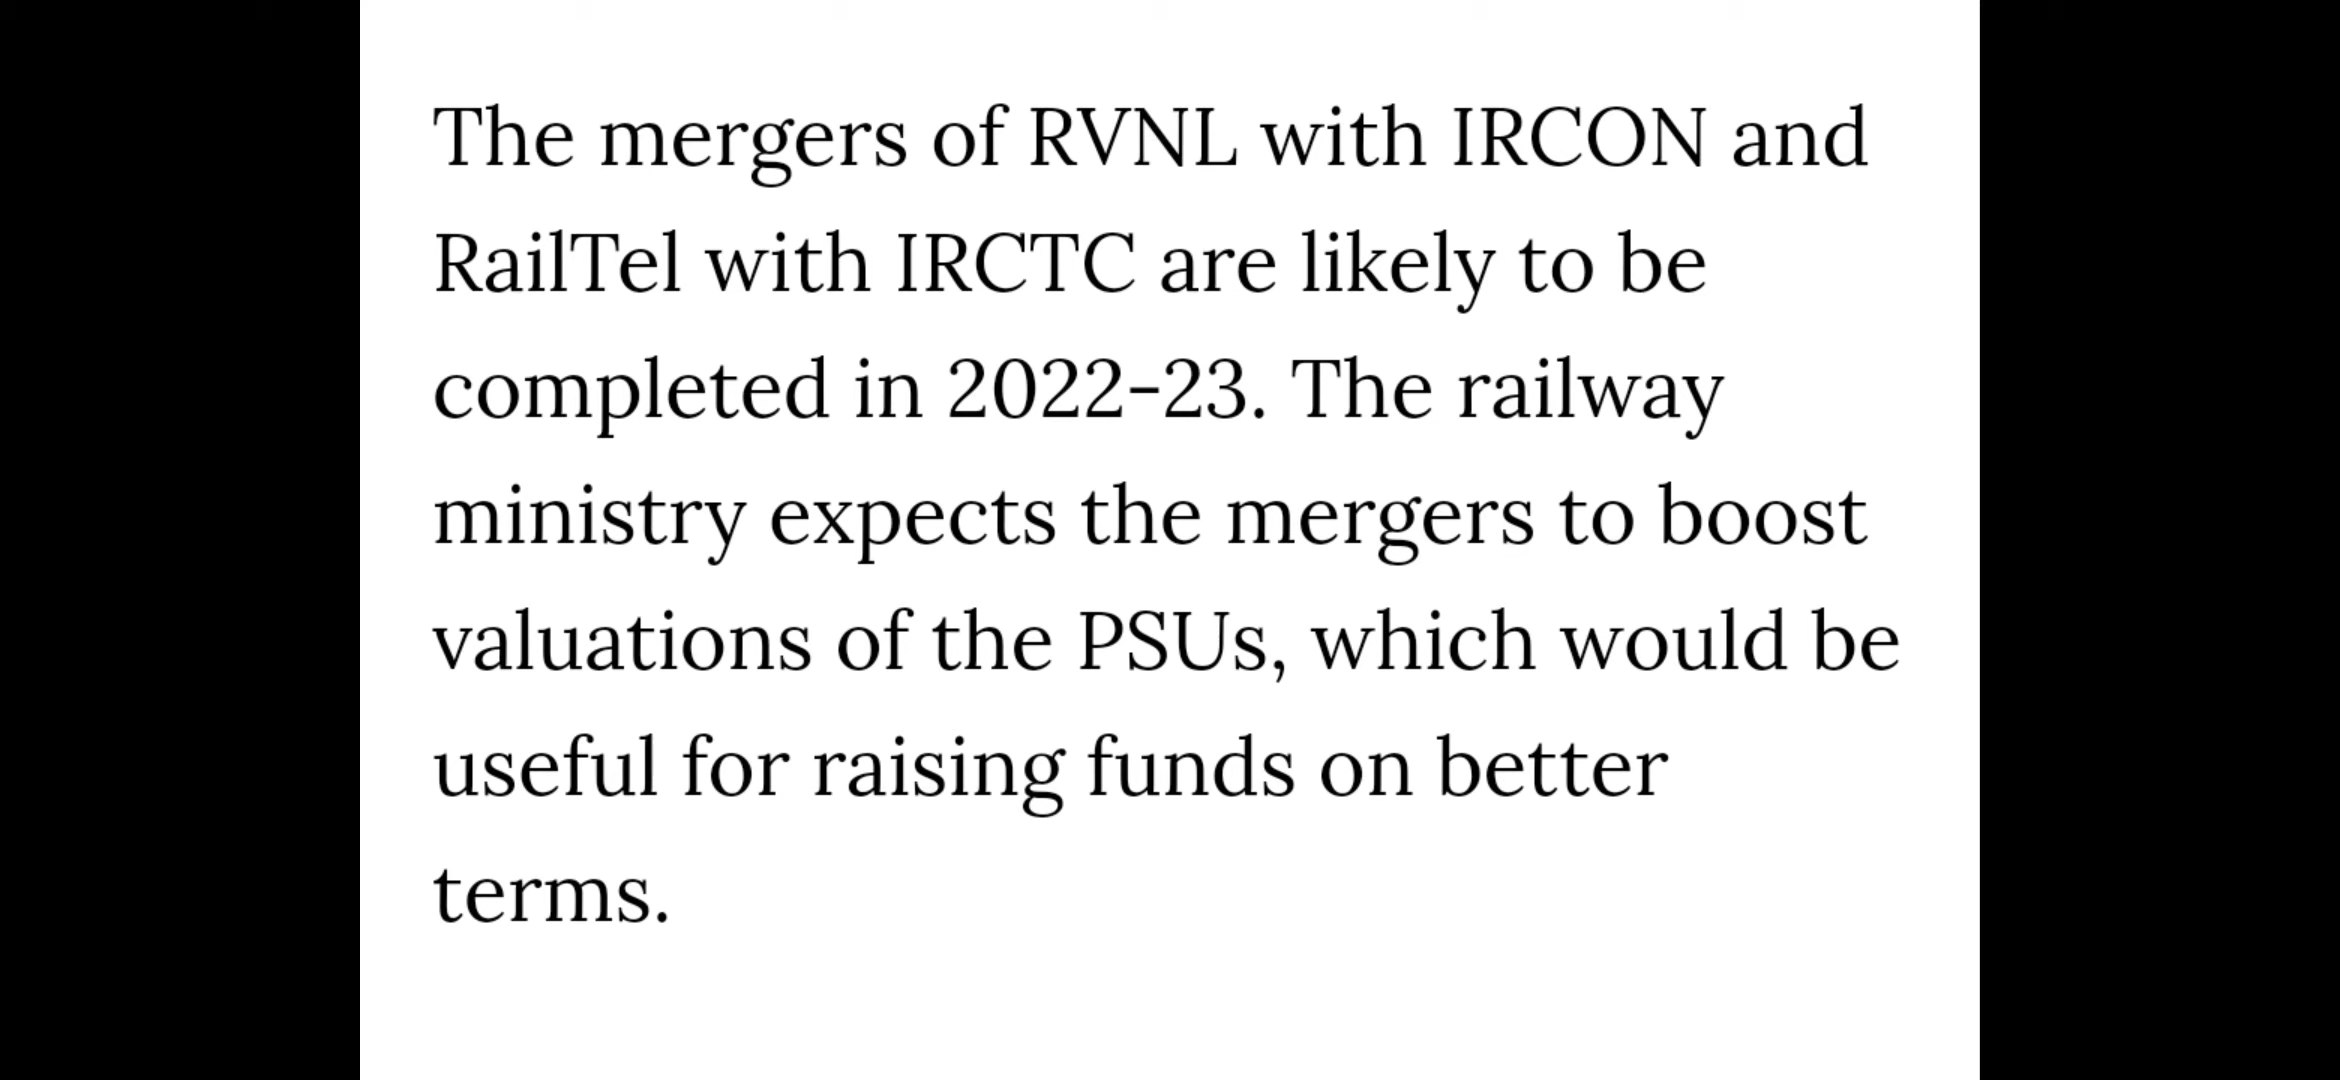 The mergers of RVNL with IRCON and
RailTel with IRCTC are likely to be
completed in 2022-23. The railway
ministry expects the mergers to boost
valuations of the PSUs, which would be
useful for raising funds on better
terms.